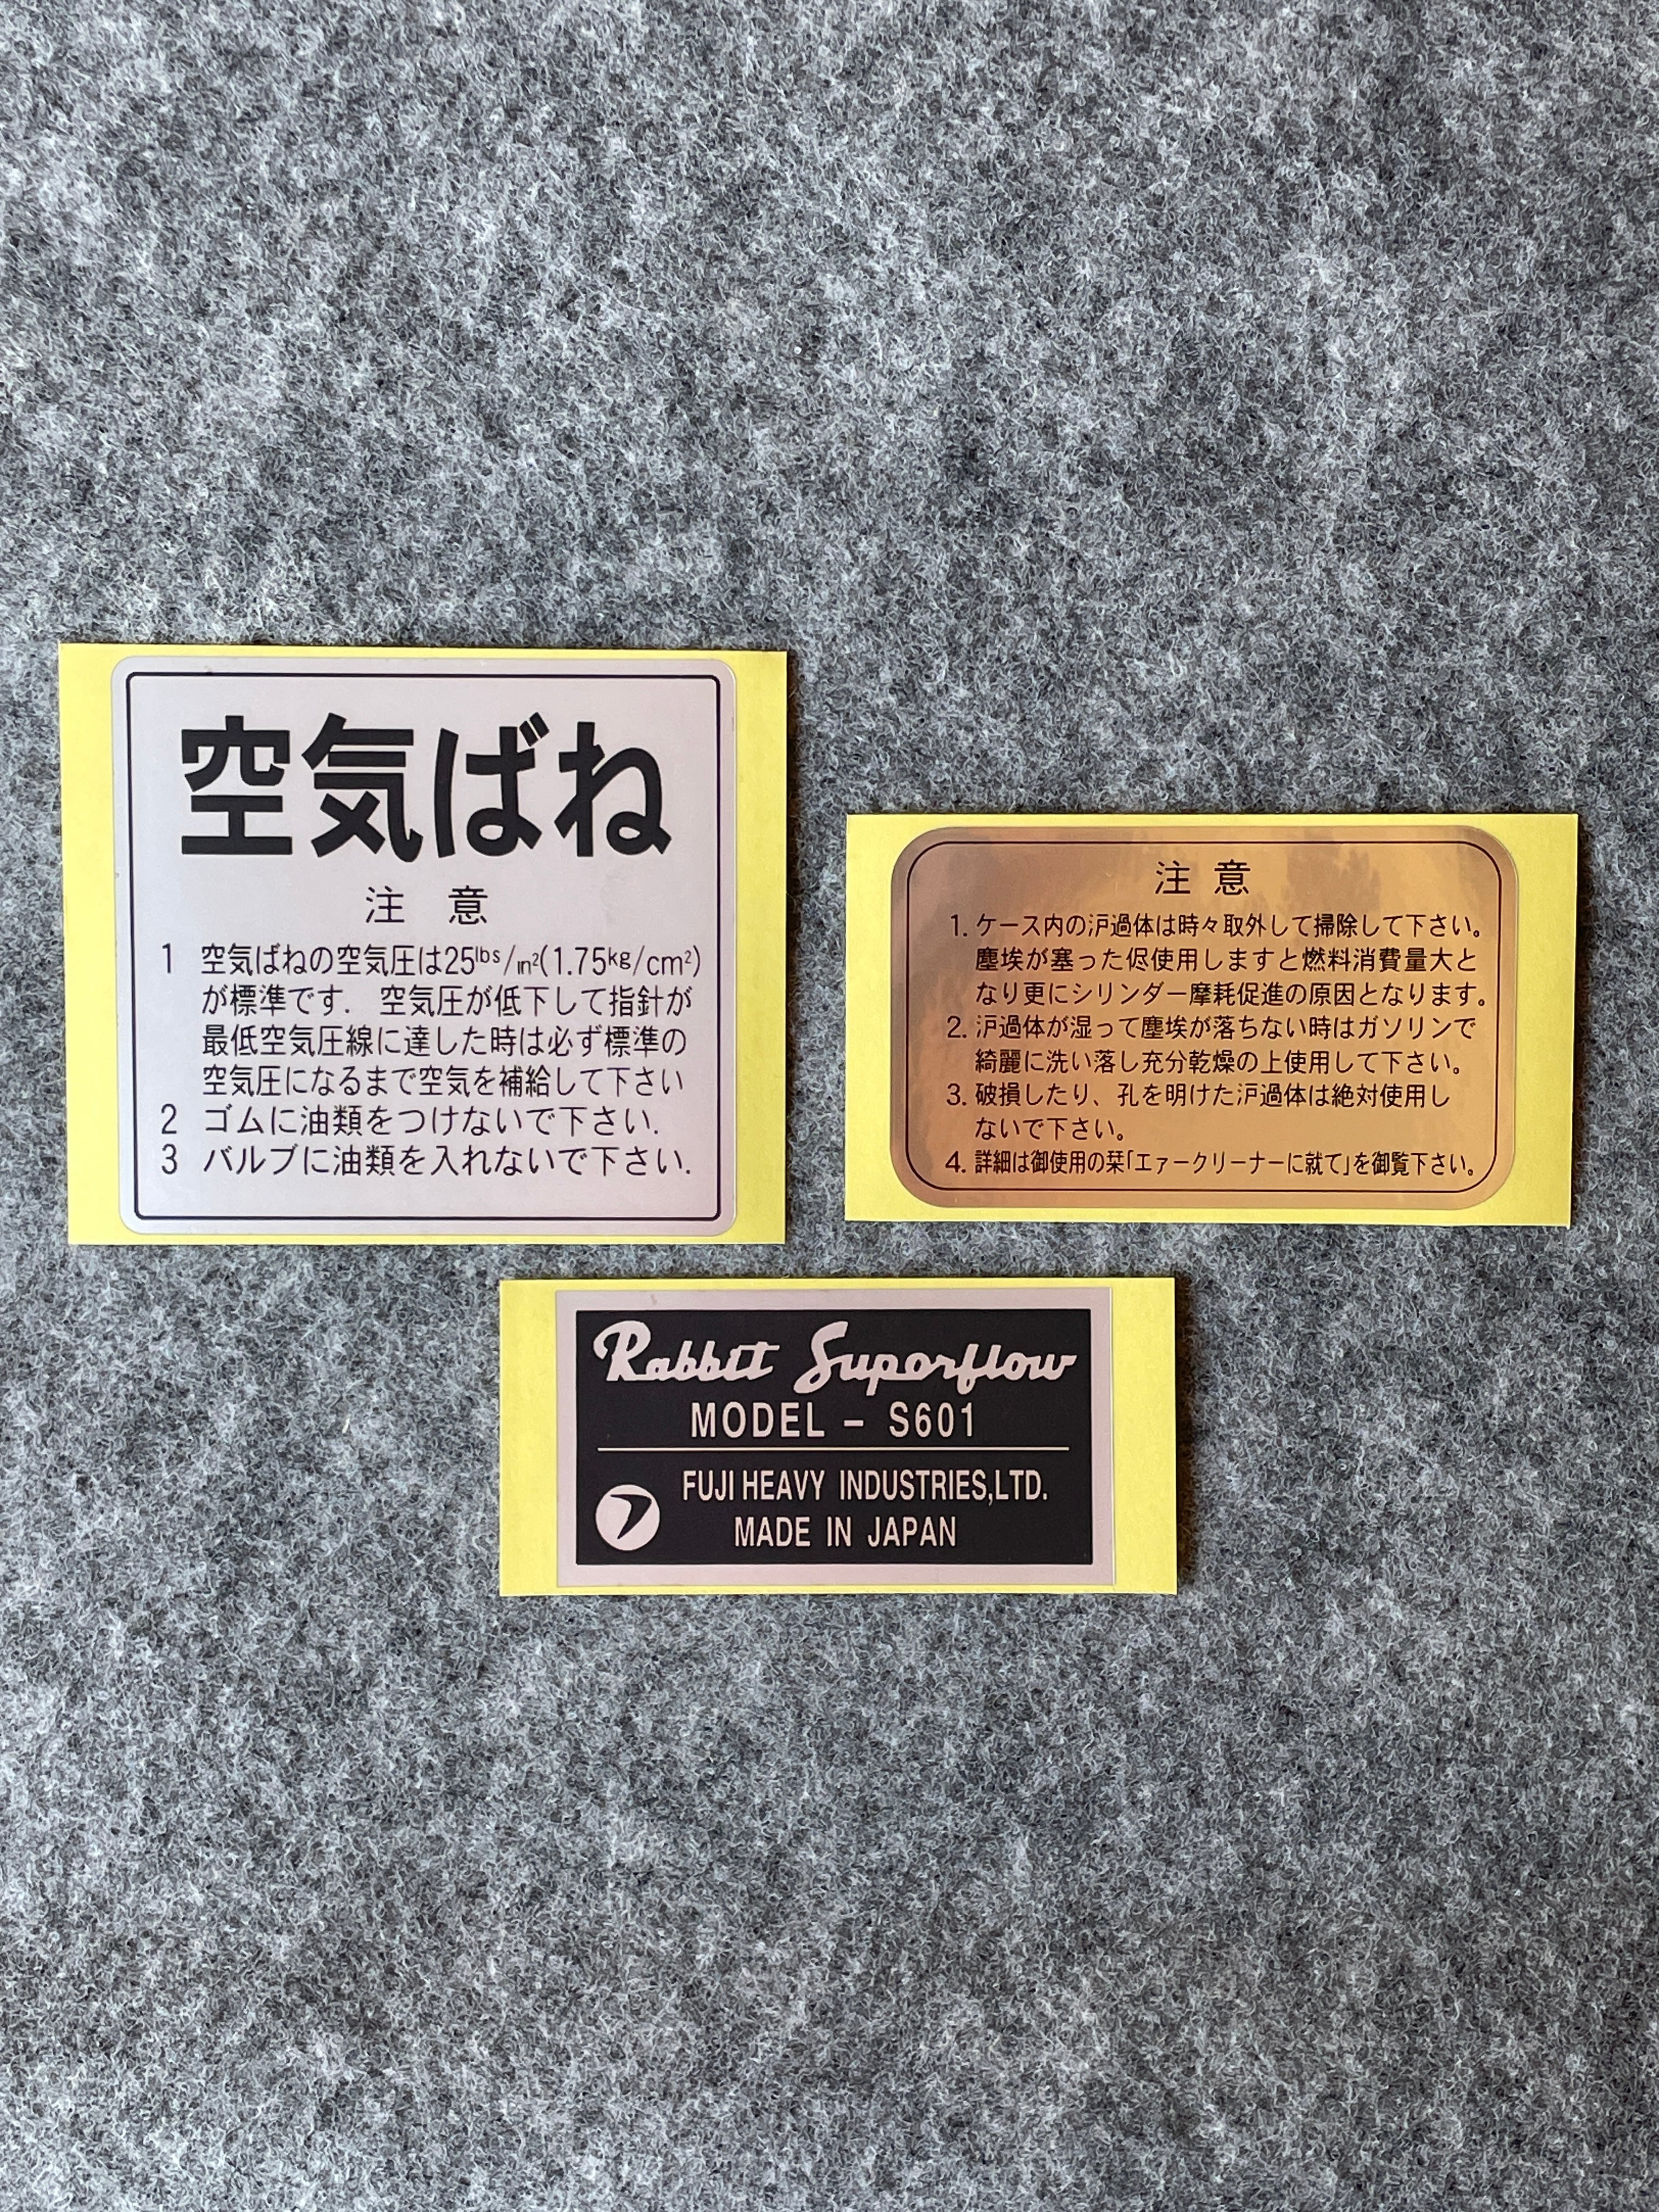 空気ばね
注 意
1 空気ばねの空気圧は25lbs/in²(1.75kg/cm²)
が標準です. 空気圧が低下して指針が
最低空気圧線に達した時は必ず標準の
空気圧になるまで空気を補給して下さい
2 ゴムに油類をつけないで下さい.
3 バルブに油類を入れないで下さい.
注 意
1. ケース内の沪過体は時々取外して掃除して下さい。
塵埃が塞った侭使用しますと燃料消費量大と
なり更にシリンダー摩耗促進の原因となります。
2. 沪過体が湿って塵埃が落ちない時はガソリンで
綺麗に洗い落し充分乾燥の上使用して下さい。
3. 破損したり、孔を明けた沪過体は絶対使用し
ないで下さい。
4. 詳細は御使用の栞「エァークリーナーに就て」を御覧下さい。
Rabbit Superflow
MODEL - S601
FUJI HEAVY INDUSTRIES,LTD.
MADE IN JAPAN